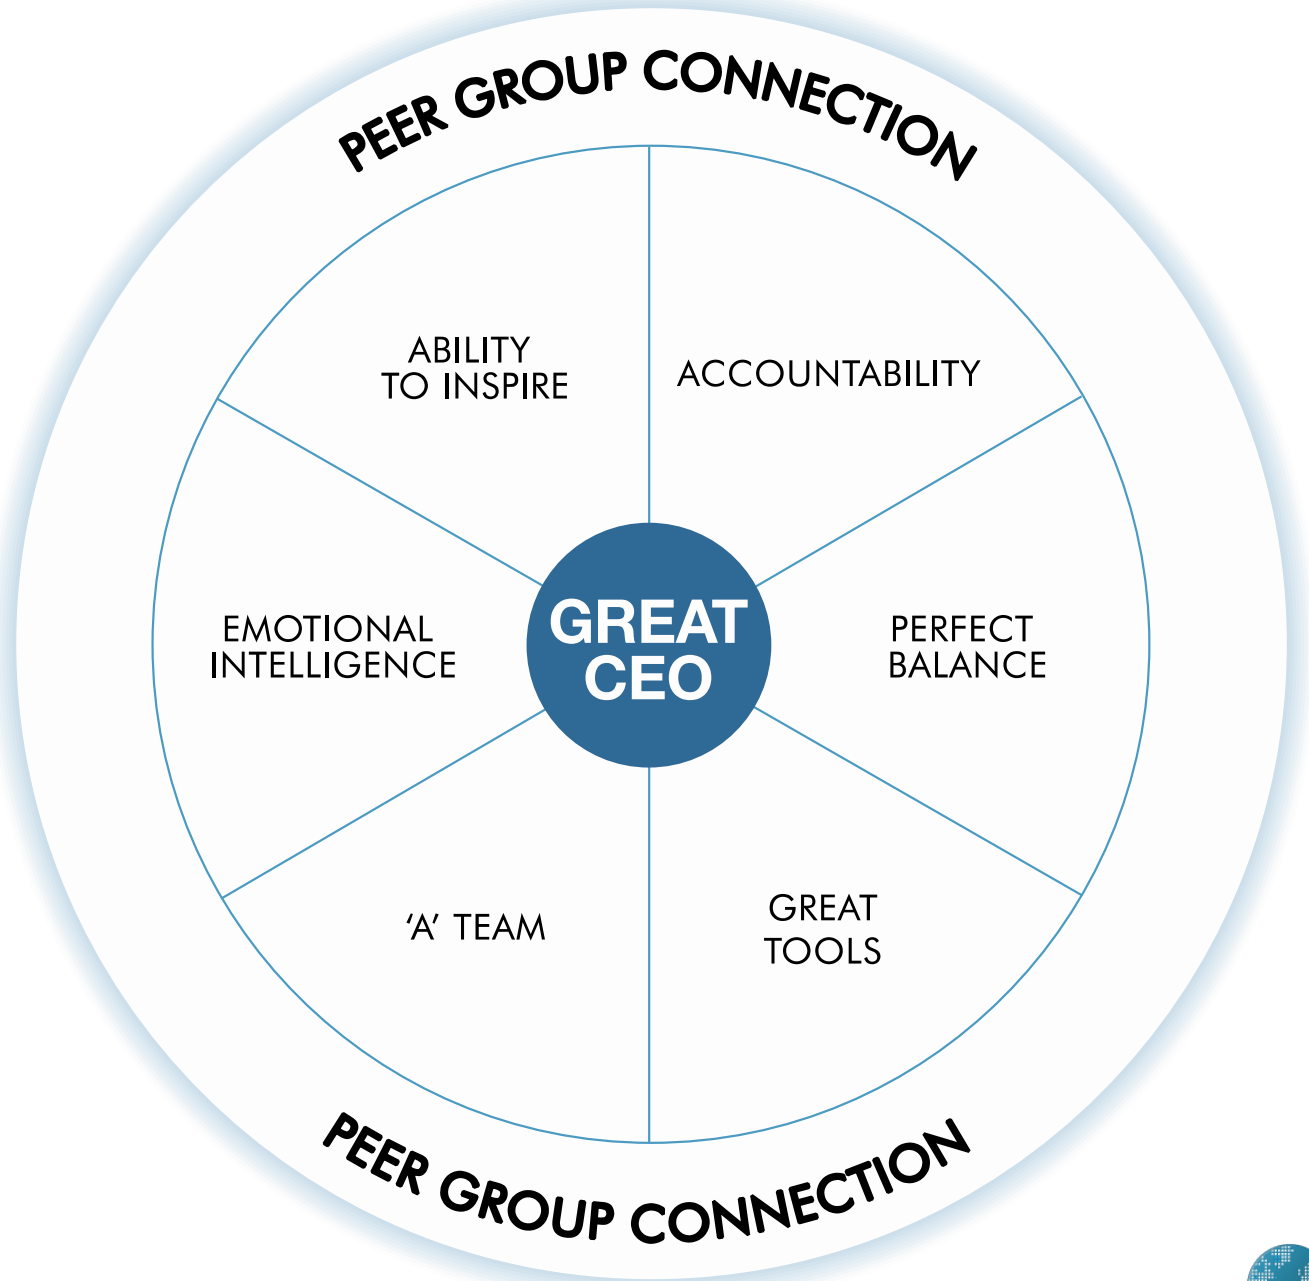 PEER GROUP CONNECTION
ABILITY
TO INSPIRE
ACCOUNTABILITY
EMOTIONAL
INTELLIGENCE
GREAT
CEO
PERFECT
BALANCE
‘A’ TEAM
GREAT
TOOLS
PEER GROUP CONNECTION